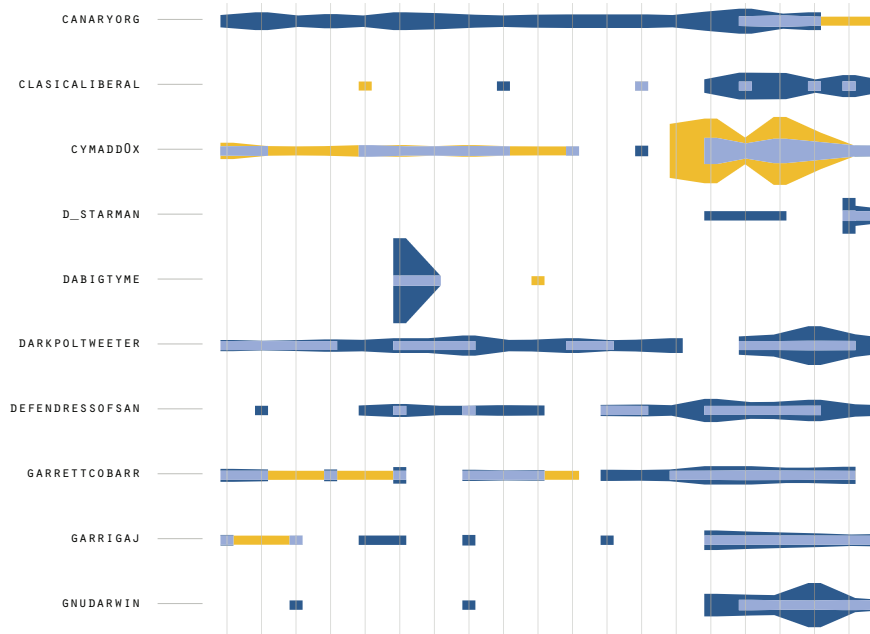 CANARYORG
CLASICALIBERAL
CYMADDOX
D_STARMAN
DABIGTYME
DARKPOLTWEETER
DEFENDRESSOFSAN
GARRETTCOBARR
GARRIGAJ
GNUDARWIN